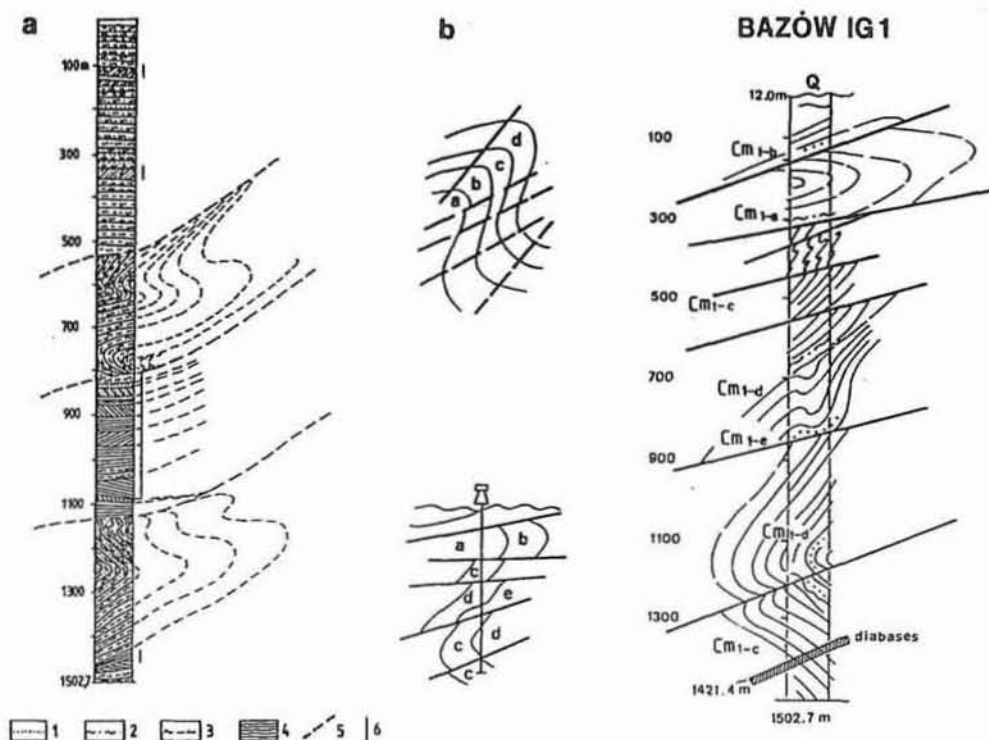 a
100m
300
500
700
900
1100
1300
1502,7
1
2
3
4
5
6
b
d
c
b
a
a
b
c
d
e
d
c
c
BAZÓW IG1
Q
12.0m
100
Cm1-b
300
Cm1-a
500
Cm1-c
700
Cm1-d
Cm1-e
900
1100
Cm1-d
1300
Cm1-c
diabases
1421.4 m
1502.7 m